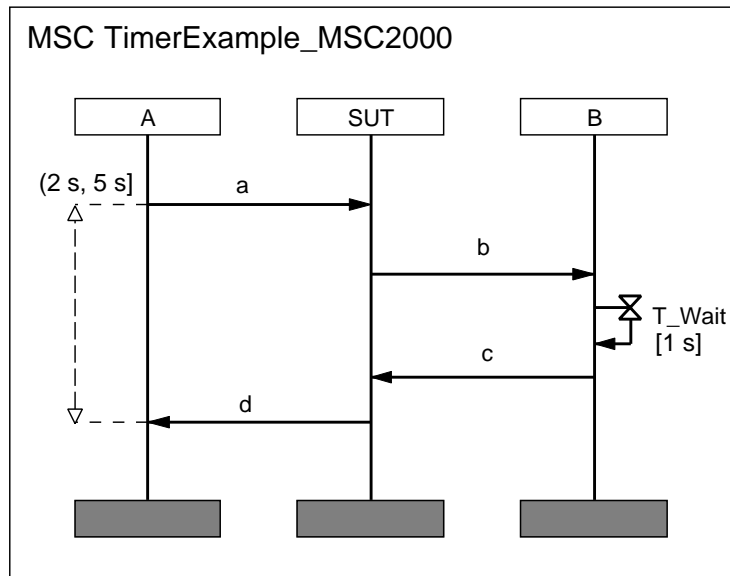 MSC TimerExample_MSC2000
A
SUT
B
(2 s, 5 s]
a
b
T_Wait
[1 s]
c
d